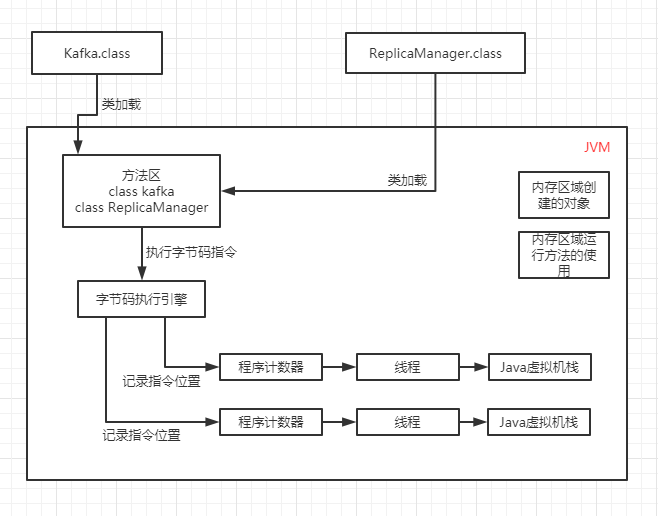 Kafka.class
ReplicaManager.class
类加载
JVM
方法区
class kafka
class ReplicaManager
类加载
内存区域创
建的对象
执行字节码指令
内存区域运
行方法的使
用
字节码执行引擎
程序计数器
线程
Java虚拟机栈
记录指令位置
程序计数器
线程
Java虚拟机栈
记录指令位置